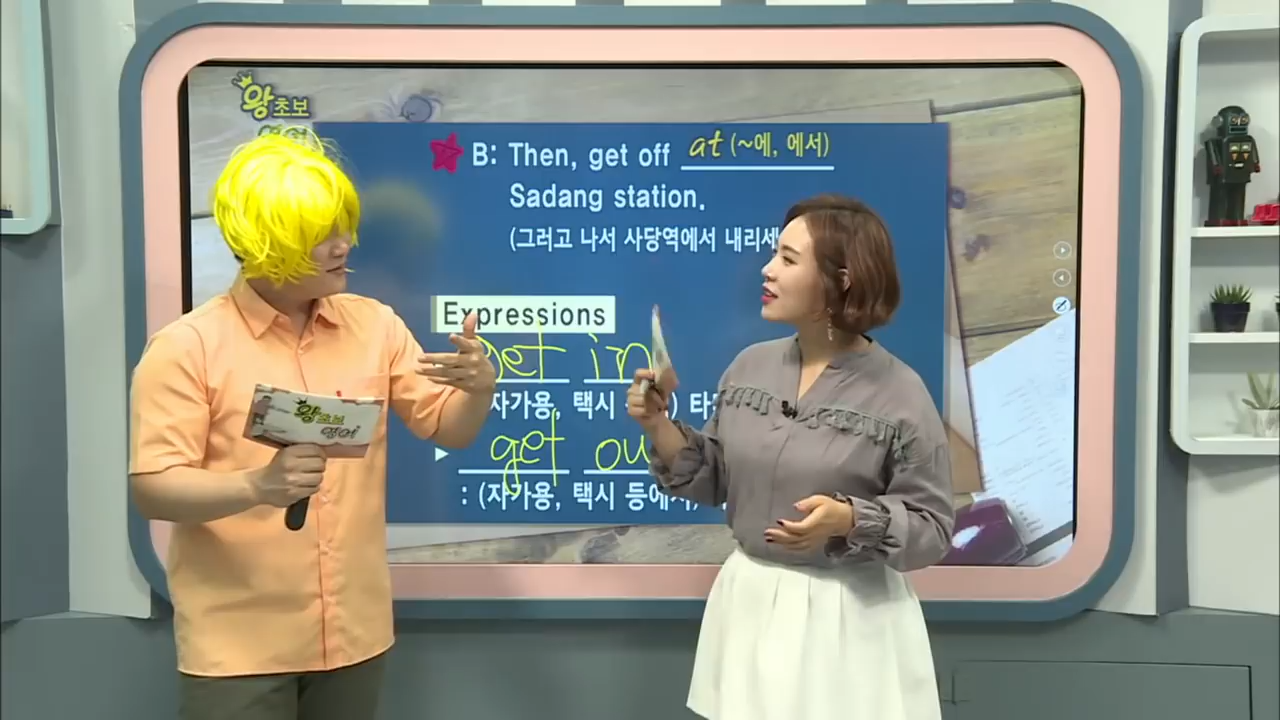 왕초보
B: Then, get off at (~에, 에서)
Sadang station.
(그러고 나서 사당역에서 내리세
Expressions
get in
자가용, 택시 ) 타
get ou
: (자가용, 택시 등에서)
왕초보
영어